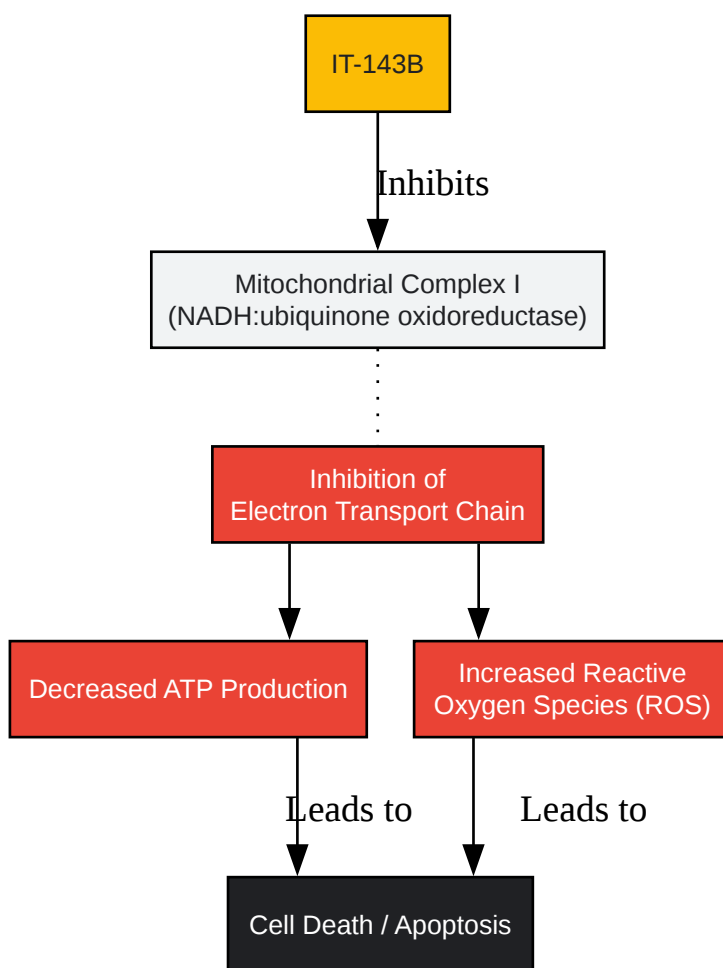 IT-143B
Inhibits
Mitochondrial Complex I
(NADH:ubiquinone oxidoreductase)
Inhibition of
Electron Transport Chain
Decreased ATP Production
Increased Reactive
Oxygen Species (ROS)
Leads to
Leads to
Cell Death / Apoptosis